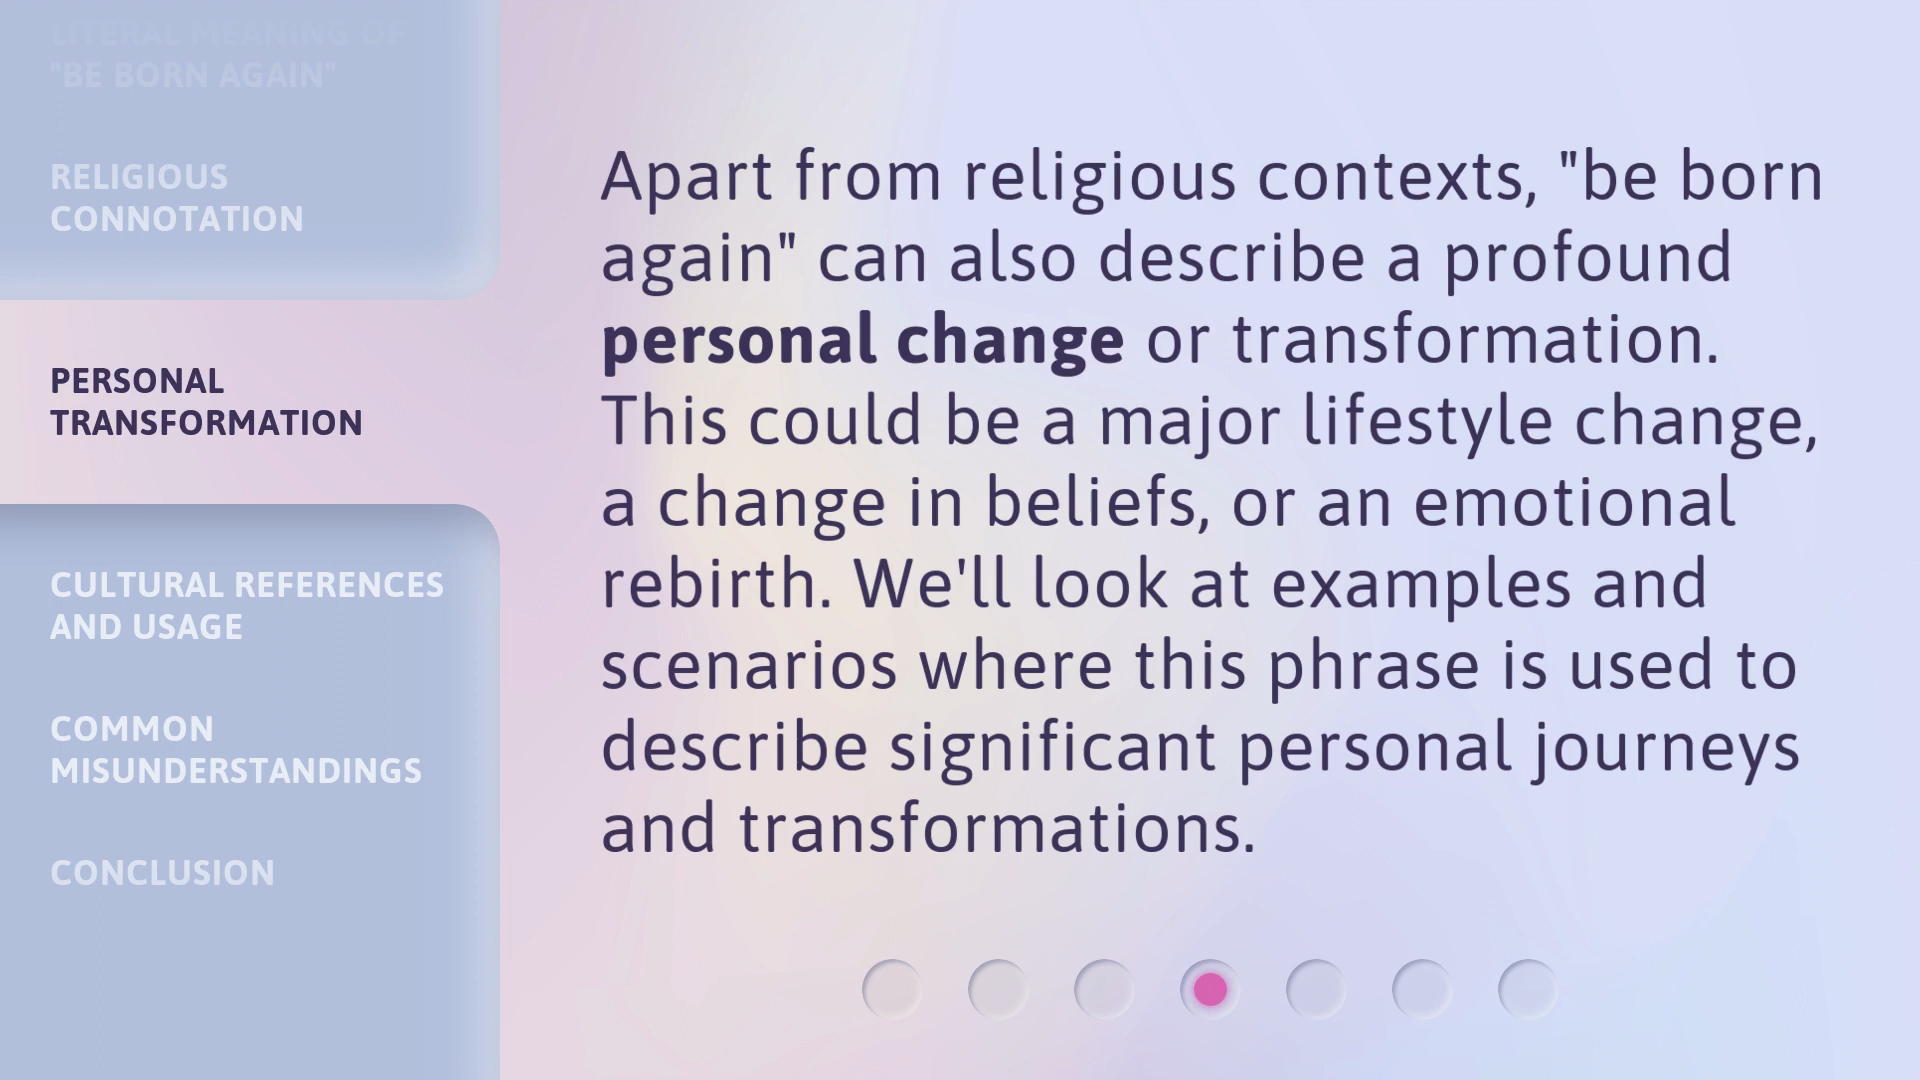 LITERAL MEANING OF
"BE BORN AGAIN"
RELIGIOUS
CONNOTATION
PERSONAL
TRANSFORMATION
CULTURAL REFERENCES
AND USAGE
COMMON
MISUNDERSTANDINGS
CONCLUSION
Apart from religious contexts, "be born
again" can also describe a profound
personal change or transformation.
This could be a major lifestyle change,
a change in beliefs, or an emotional
rebirth. We'll look at examples and
scenarios where this phrase is used to
describe significant personal journeys
and transformations.